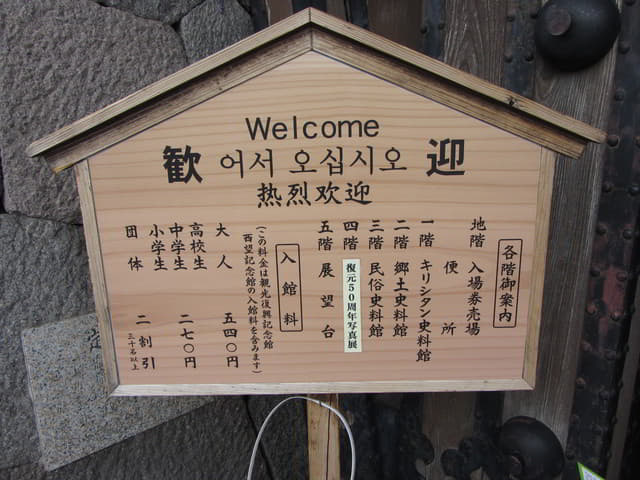 Welcome
歓 어서 오십시오 迎
热烈欢迎
各階御案内
地階 入場券売場
便所
一階 キリシタン史料館
二階 郷土史料館
三階 民俗史料館
四階 復元50周年写真展
五階 展望台
入館料
(この料金は観光復興記念館
西望記念館の入館料を含みます)
大人 五四〇円
高校生
中学生 二七〇円
小学生
団体 二割引
三十名以上